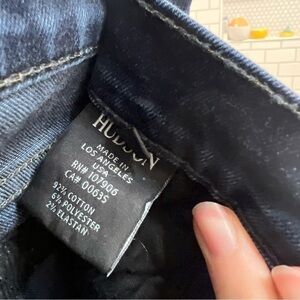 HUDSON
MADE IN
LOS ANGELES
USA
RN# 107906
CA# 00635
92% COTTON
6% POLYESTER
2% ELASTAN